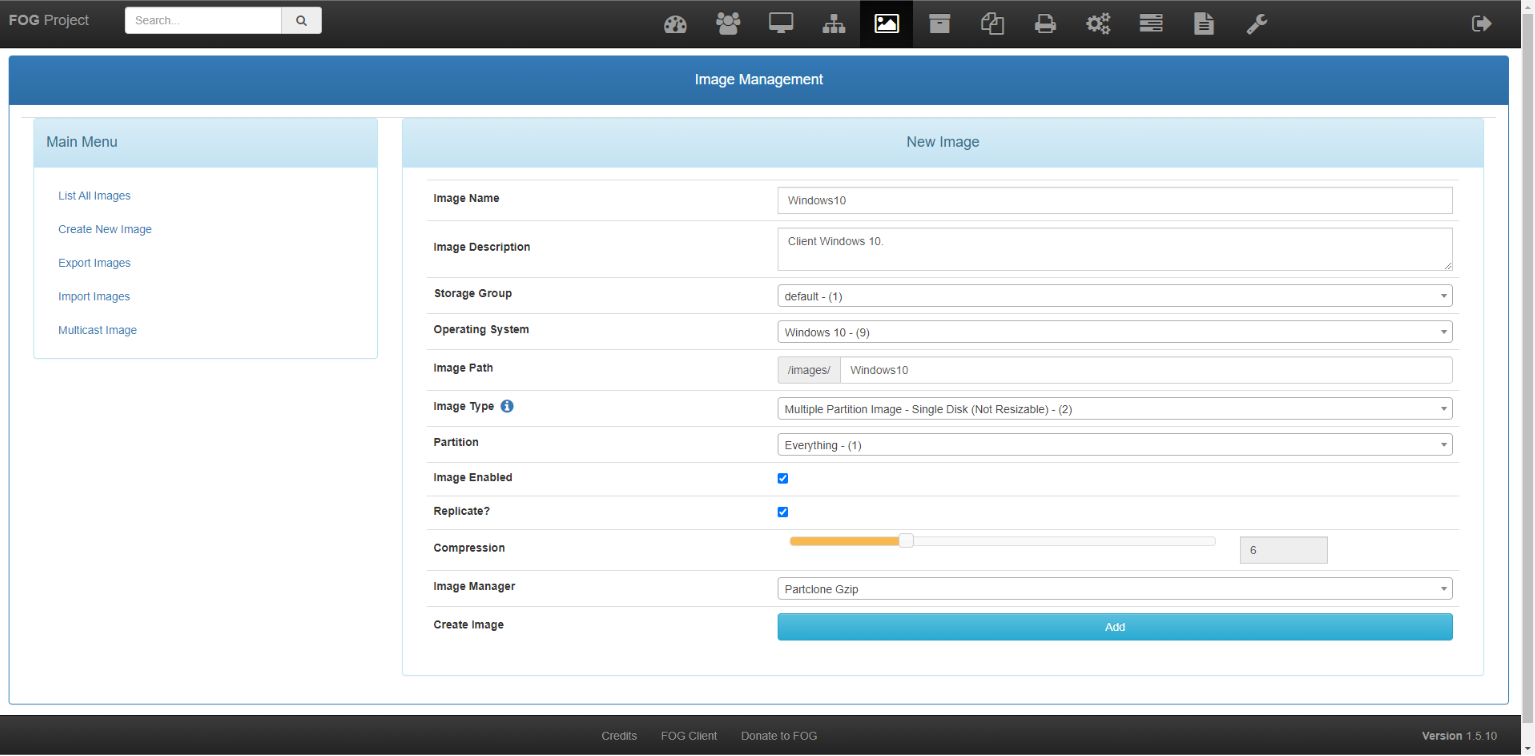 FOG Project
Search...
Image Management
Main Menu
List All Images
Create New Image
Export Images
Import Images
Multicast Image
New Image
Image Name
Windows10
Image Description
Client Windows 10.
Storage Group
default - (1)
Operating System
Windows 10 - (9)
Image Path
/images/ Windows10
Image Type
Multiple Partition Image - Single Disk (Not Resizable) - (2)
Partition
Everything - (1)
Image Enabled
Replicate?
Compression
6
Image Manager
Partclone Gzip
Create Image
Add
Credits FOG Client Donate to FOG
Version 1.5.10